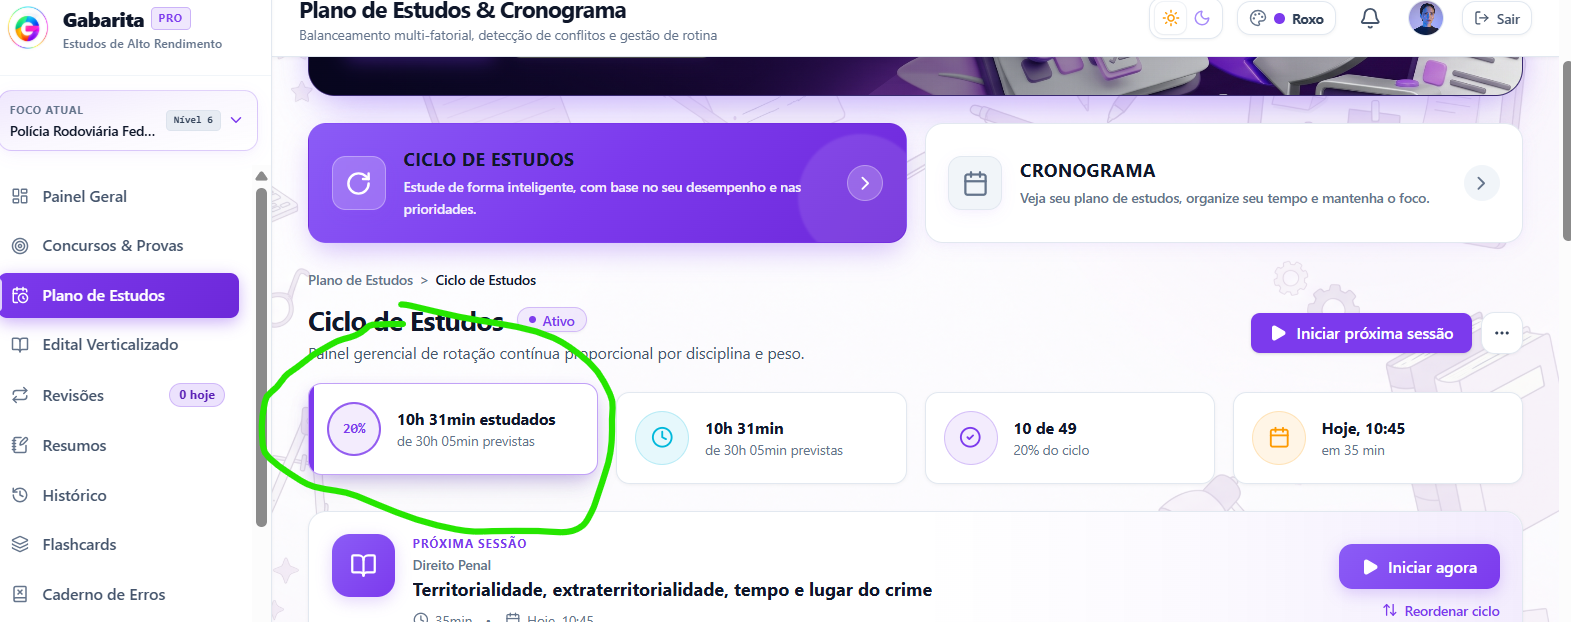 Gabarita PRO
Estudos de Alto Rendimento
Plano de Estudos & Cronograma
Balanceamento multi-fatorial, detecção de conflitos e gestão de rotina
Roxo
Sair
FOCO ATUAL
Polícia Rodoviária Fed...
Nível 6
Painel Geral
Concursos & Provas
Plano de Estudos
Edital Verticalizado
Revisões
0 hoje
Resumos
Histórico
Flashcards
Caderno de Erros
CICLO DE ESTUDOS
Estude de forma inteligente, com base no seu desempenho e nas
prioridades.
CRONOGRAMA
Veja seu plano de estudos, organize seu tempo e mantenha o foco.
Plano de Estudos > Ciclo de Estudos
Ciclo de Estudos
Ativo
Painel gerencial de rotação contínua proporcional por disciplina e peso.
Iniciar próxima sessão
20%
10h 31min estudados
de 30h 05min previstas
10h 31min
de 30h 05min previstas
10 de 49
20% do ciclo
Hoje, 10:45
em 35 min
PRÓXIMA SESSÃO
Direito Penal
Territorialidade, extraterritorialidade, tempo e lugar do crime
35min • Hoje, 10:45
Iniciar agora
Reordenar ciclo